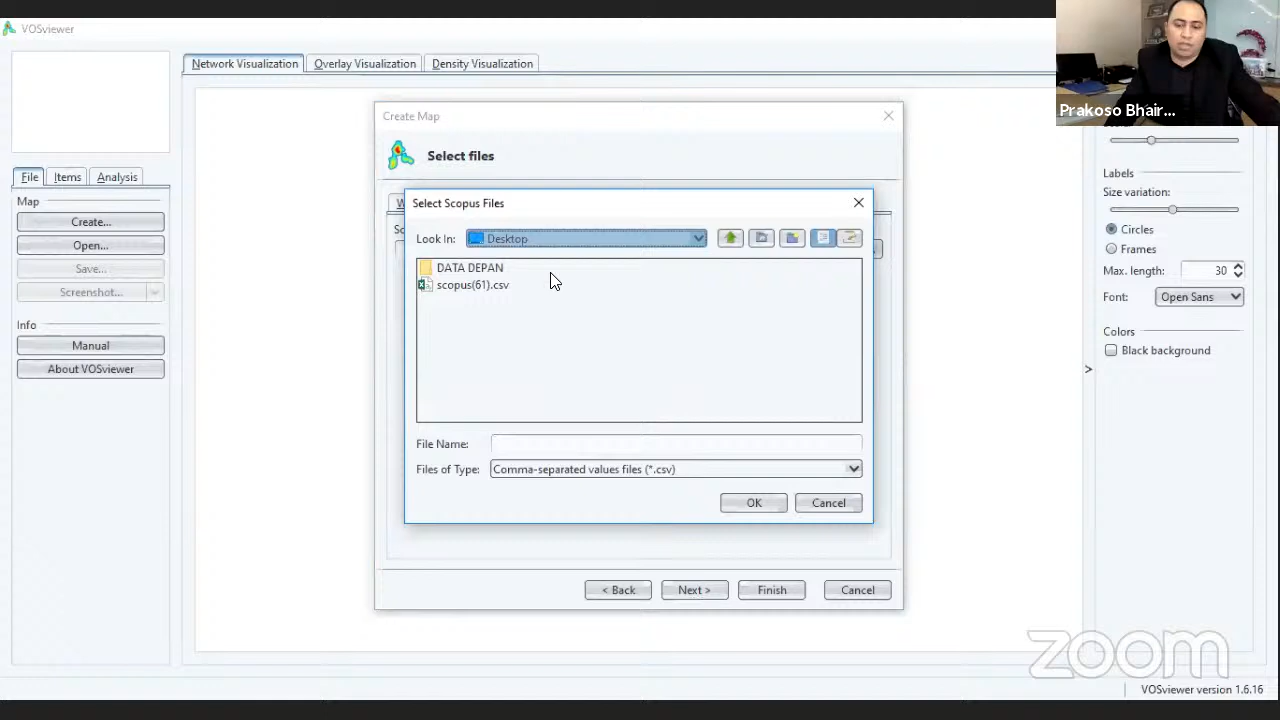 VOSviewer
Prakoso Bhair...
Network Visualization
Overlay Visualization
Density Visualization
File
Items
Analysis
Map
Create...
Open...
Save...
Screenshot...
Info
Manual
About VOSviewer
Create Map
Select files
Select Scopus Files
Look In:
Desktop
DATA DEPAN
scopus(61).csv
File Name:
Files of Type:
Comma-separated values files (*.csv)
OK
Cancel
< Back
Next >
Finish
Cancel
Labels
Size variation:
Circles
Frames
Max. length:
30
Font:
Open Sans
Colors
Black background
>
zoom
VOSviewer version 1.6.16